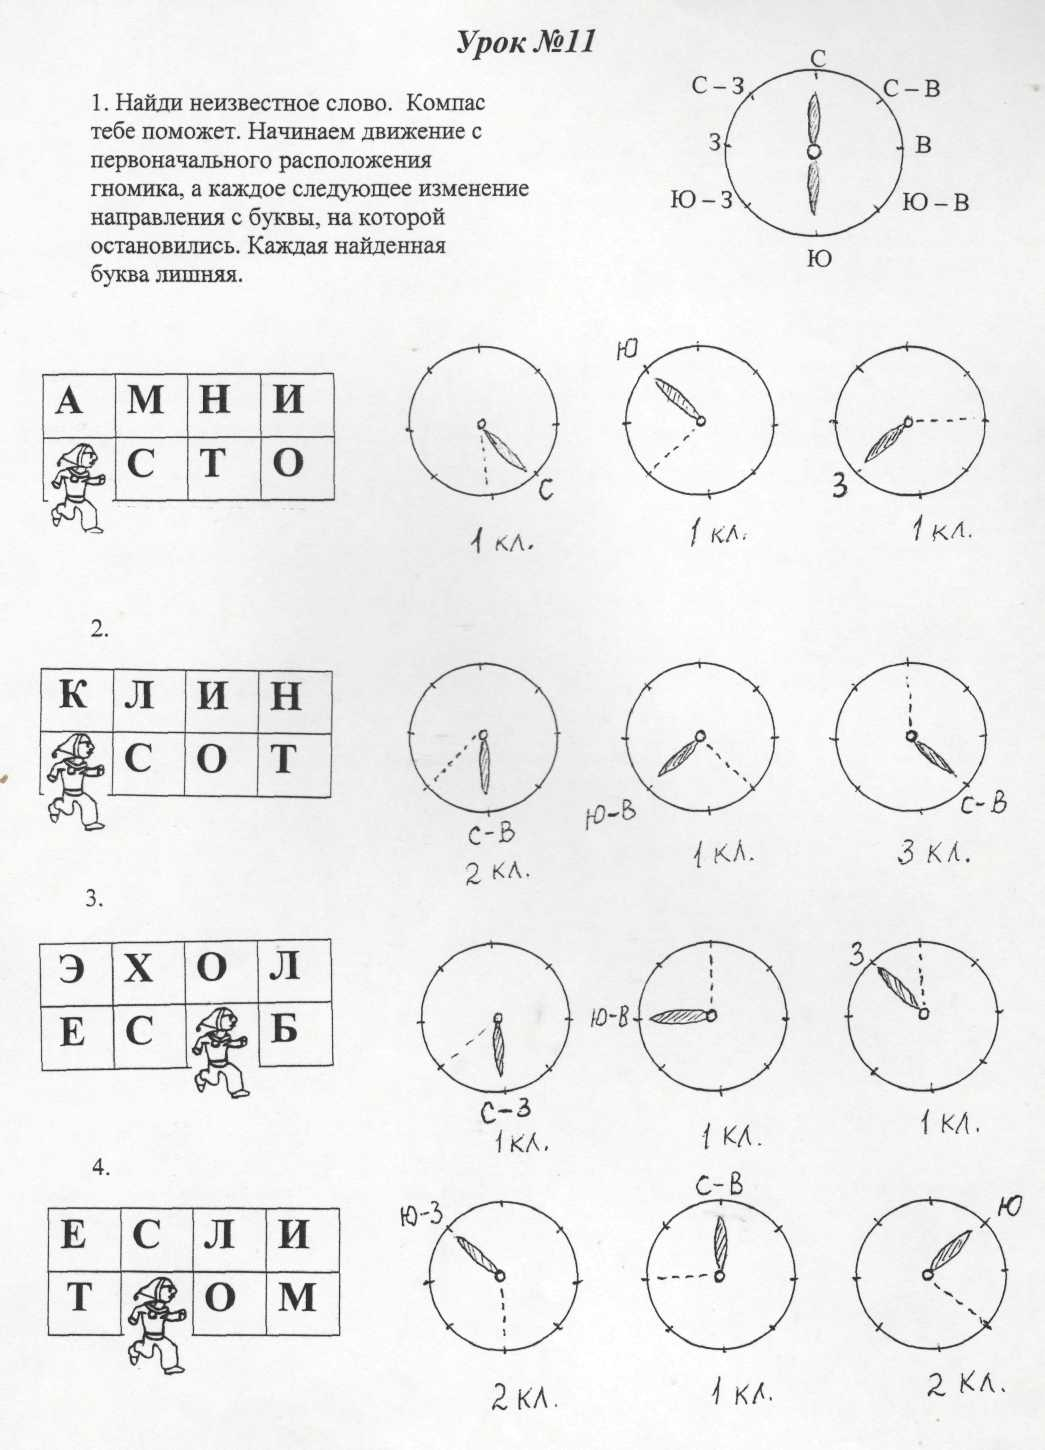 Урок №11
1. Найди неизвестное слово. Компас
тебе поможет. Начинаем движение с
первоначального расположения
гномика, а каждое следующее изменение
направления с буквы, на которой
остановились. Каждая найденная
буква лишняя.
С
С – З
С – В
З
В
Ю – З
Ю – В
Ю
А М Н И
С Т О
С
Ю
З
1 кл.
1 кл.
1 кл.
2.
К Л И Н
С О Т
С-В
Ю-В
С-В
2 кл.
1 кл.
3 кл.
3.
Э Х О Л
Е С Б
С-З
Ю-В
З
1 кл.
1 кл.
1 кл.
4.
Е С Л И
Т О М
Ю-З
С-В
Ю
2 кл.
1 кл.
2 кл.